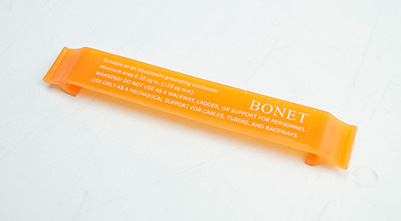 Suitable as an equipment grounding conductor.
Minimum area 0.20 sq in. (129 sq mm).
WARNING! DO NOT USE AS A WALKWAY, LADDER, OR SUPPORT FOR PERSONNEL.
USE ONLY AS A MECHANICAL SUPPORT FOR CABLES, TUBING, AND RACEWAYS.
BONET